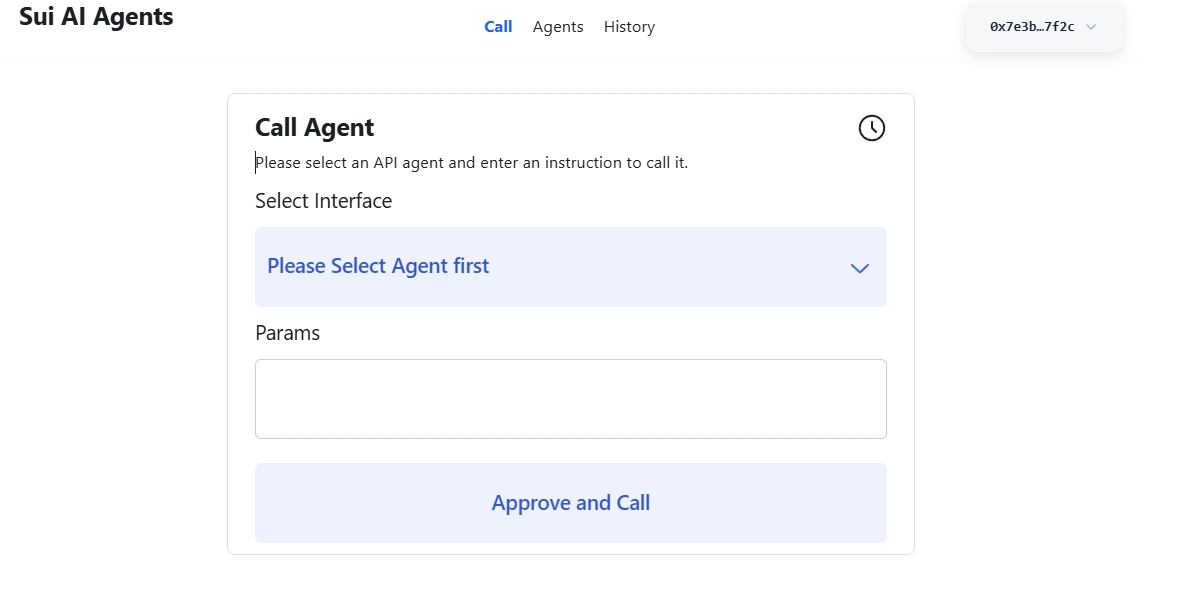 Sui AI Agents
Call
Agents
History
0x7e3b…7f2c
Call Agent
Please select an API agent and enter an instruction to call it.
Select Interface
Please Select Agent first
Params
Approve and Call